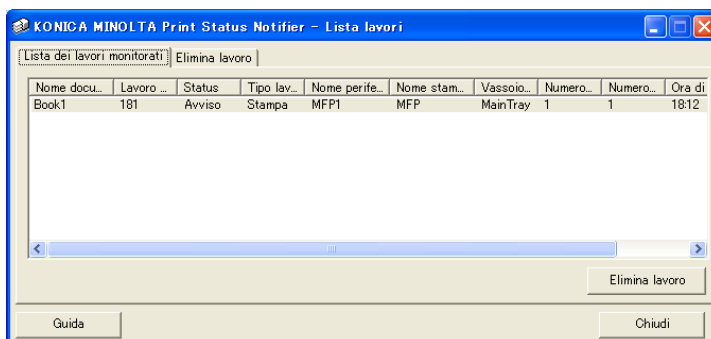 KONICA MINOLTA Print Status Notifier - Lista lavori
Lista dei lavori monitorati Elimina lavoro
Nome docu... Lavoro ... Status Tipo lav... Nome perife... Nome stam... Vassoio... Numero... Numero... Ora di
Book1 181 Avviso Stampa MFP1 MFP MainTray 1 1 18:12
Elimina lavoro
Guida Chiudi